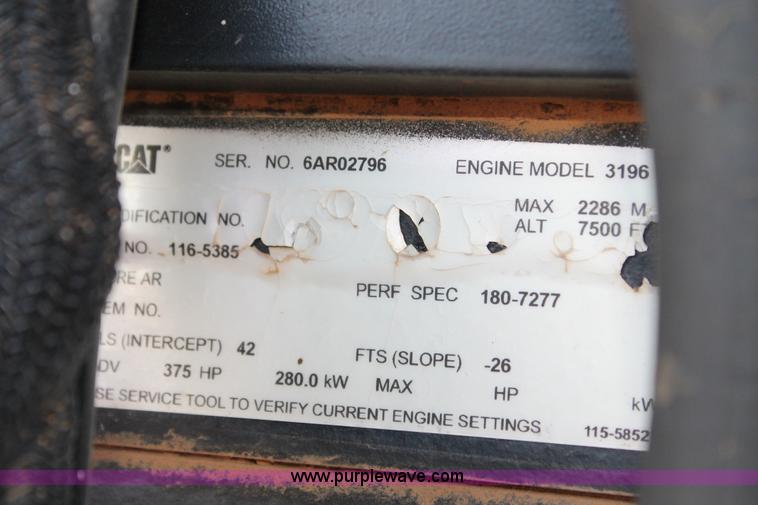 CAT® SER. NO. 6AR02796 ENGINE MODEL 3196
DIFICATION NO. MAX 2286 M
NO. 116-5385 ALT 7500 F
RE AR
EM NO. PERF SPEC 180-7277
LS (INTERCEPT) 42 FTS (SLOPE) -26
DV 375 HP 280.0 kW MAX HP kW
SE SERVICE TOOL TO VERIFY CURRENT ENGINE SETTINGS 115-5852
www.purplewave.com